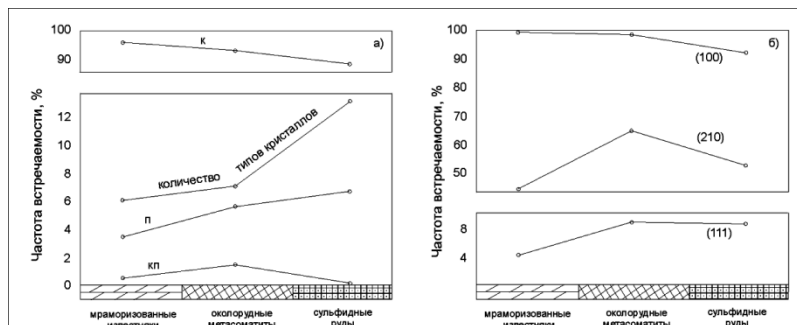 Частота встречаемости, %
100
90
12
10
8
6
4
2
0
а)
к
количество
типов кристаллов
п
кп
мраморизованные
известняки
околорудные
метасоматиты
сульфидные
руды
Частота встречаемости, %
100
90
80
70
60
50
8
4
б)
(100)
(210)
(111)
мраморизованные
известняки
околорудные
метасоматиты
сульфидные
руды